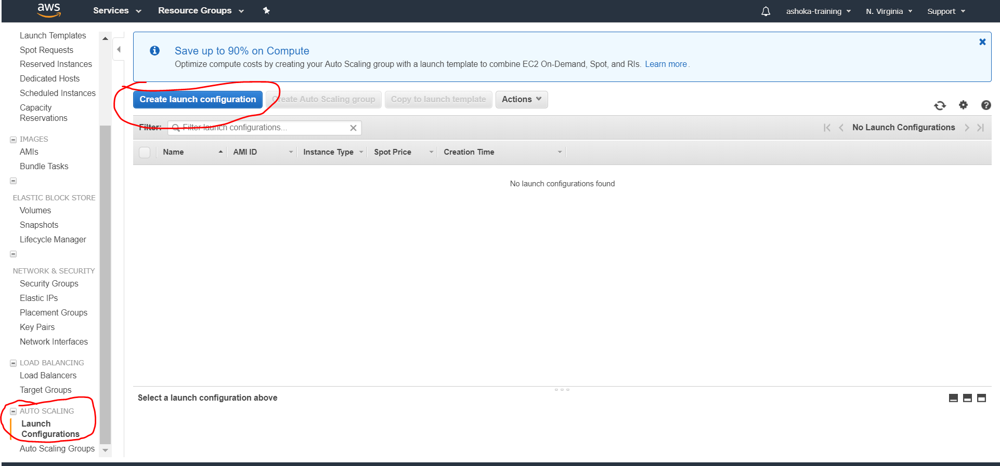 aws
Services
Resource Groups
ashoka-training
N. Virginia
Support
Launch Templates
Spot Requests
Reserved Instances
Dedicated Hosts
Scheduled Instances
Capacity
Reservations
IMAGES
AMIs
Bundle Tasks
ELASTIC BLOCK STORE
Volumes
Snapshots
Lifecycle Manager
NETWORK & SECURITY
Security Groups
Elastic IPs
Placement Groups
Key Pairs
Network Interfaces
LOAD BALANCING
Load Balancers
Target Groups
AUTO SCALING
Launch
Configurations
Auto Scaling Groups
Save up to 90% on Compute
Optimize compute costs by creating your Auto Scaling group with a launch template to combine EC2 On-Demand, Spot, and RIs. Learn more.
Create launch configuration
Create Auto Scaling group
Copy to launch template
Actions
Filter:
Filter launch configurations...
No Launch Configurations
Name
AMI ID
Instance Type
Spot Price
Creation Time
No launch configurations found
Select a launch configuration above